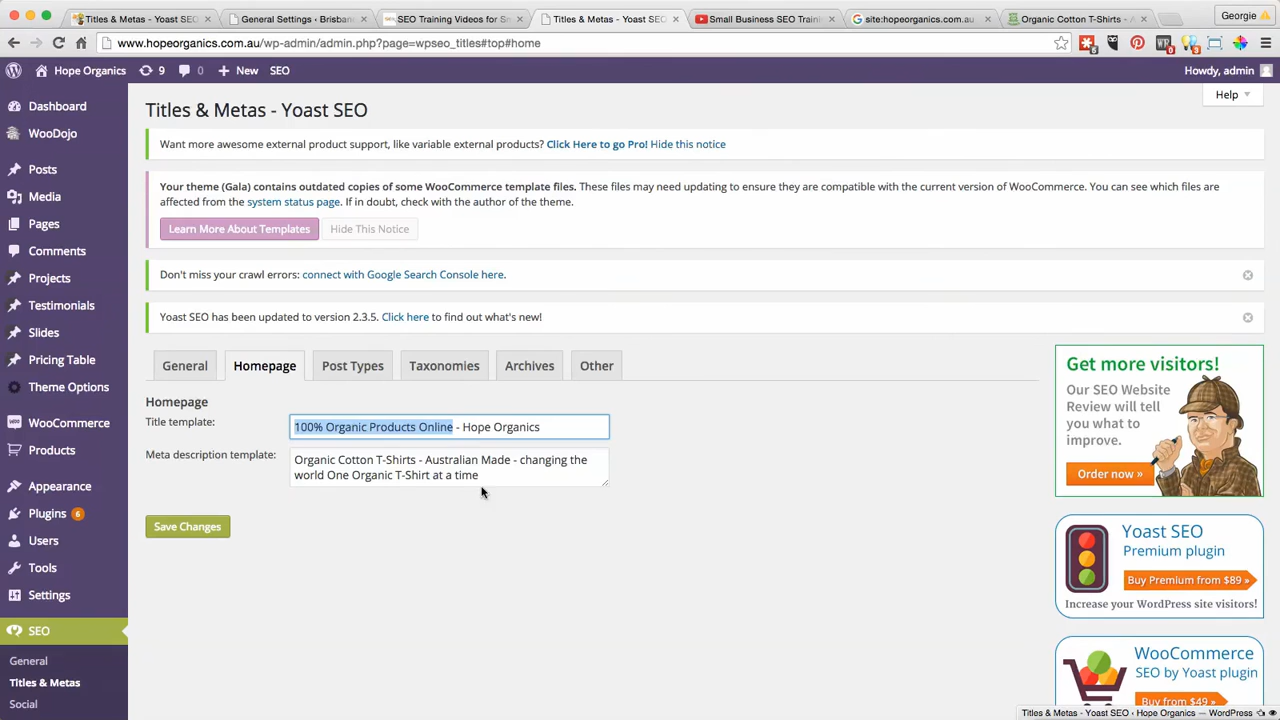 Titles & Metas - Yoast SEO
General Settings ‹ Brisban
SEO Training Videos for Sm
Titles & Metas - Yoast SEO
Small Business SEO Trainin
site:hopeorganics.com.au
Organic Cotton T-Shirts - A
Georgie
www.hopeorganics.com.au/wp-admin/admin.php?page=wpseo_titles#top#home
Hope Organics 9 0 New SEO
Howdy, admin
Dashboard
WooDojo
Posts
Media
Pages
Comments
Projects
Testimonials
Slides
Pricing Table
Theme Options
WooCommerce
Products
Appearance
Plugins 6
Users
Tools
Settings
SEO
General
Titles & Metas
Social
Help
Titles & Metas - Yoast SEO
Want more awesome external product support, like variable external products? Click Here to go Pro! Hide this notice
Your theme (Gala) contains outdated copies of some WooCommerce template files. These files may need updating to ensure they are compatible with the current version of WooCommerce. You can see which files are
affected from the system status page. If in doubt, check with the author of the theme.
Learn More About Templates
Hide This Notice
Don't miss your crawl errors: connect with Google Search Console here.
Yoast SEO has been updated to version 2.3.5. Click here to find out what's new!
General
Homepage
Post Types
Taxonomies
Archives
Other
Homepage
Title template:
100% Organic Products Online - Hope Organics
Meta description template:
Organic Cotton T-Shirts - Australian Made - changing the
world One Organic T-Shirt at a time
Save Changes
Get more visitors!
Our SEO Website
Review will tell
you what to
improve.
Order now »
Yoast SEO
Premium plugin
Buy Premium from $89 »
Increase your WordPress site visitors!
WooCommerce
SEO by Yoast plugin
Buy from $49 »
Titles & Metas - Yoast SEO ‹ Hope Organics — WordPress